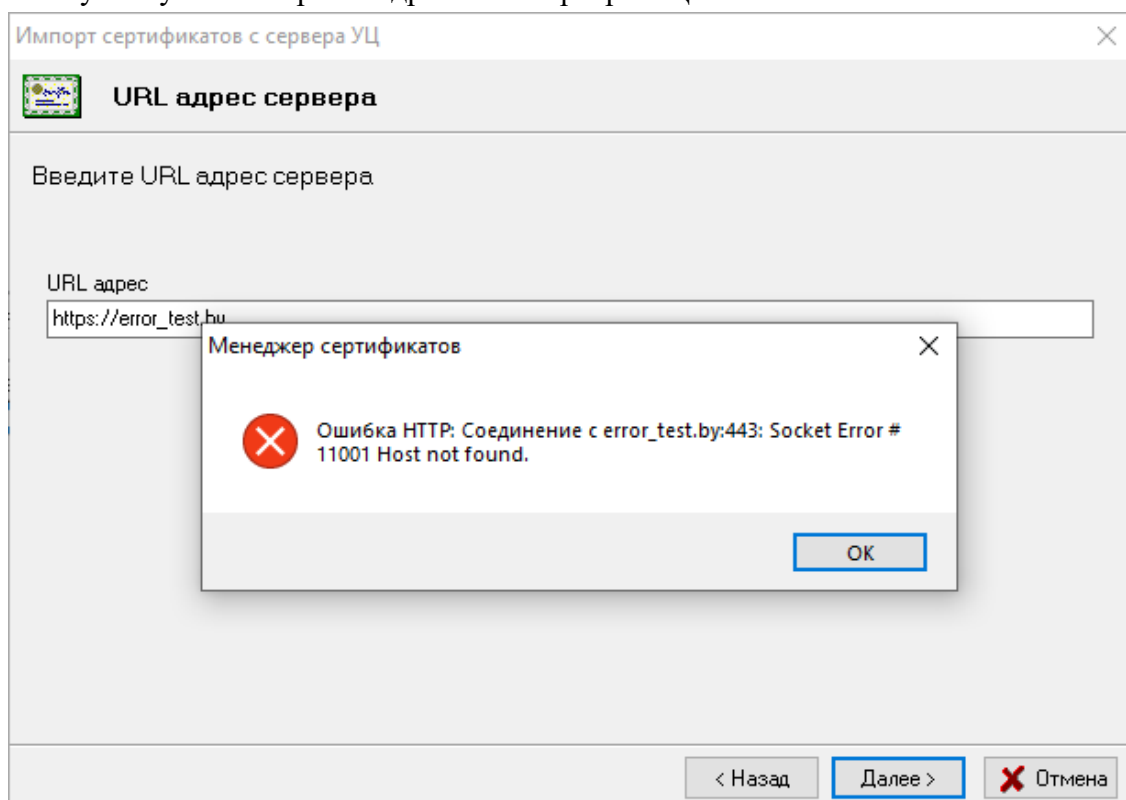 Импорт сертификатов с сервера УЦ
URL адрес сервера
Введите URL адрес сервера
URL адрес
https://error_test.by
Менеджер сертификатов
Ошибка HTTP: Соединение с error_test.by:443: Socket Error #
11001 Host not found.
OK
< Назад
Далее >
Отмена